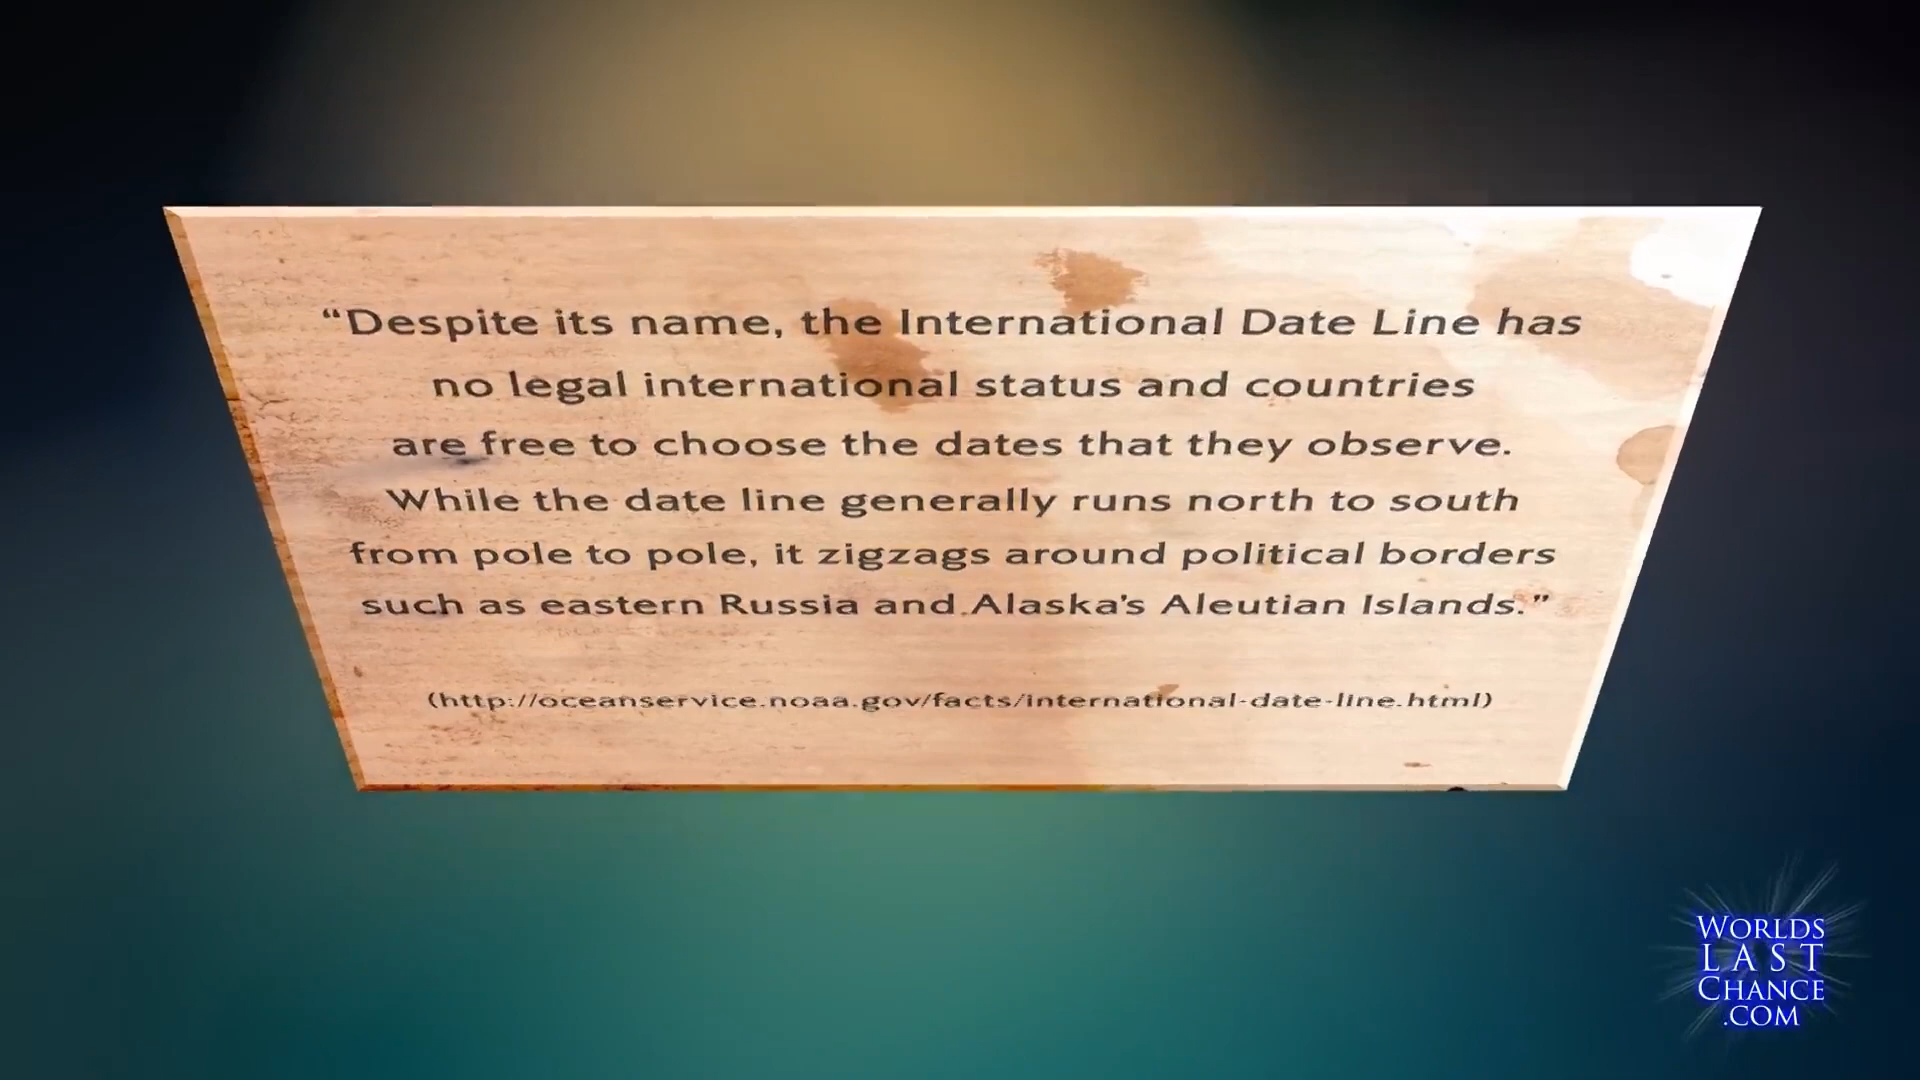 “Despite its name, the International Date Line has
no legal international status and countries
are free to choose the dates that they observe.
While the date line generally runs north to south
from pole to pole, it zigzags around political borders
such as eastern Russia and Alaska’s Aleutian Islands.”
(http://oceanservice.noaa.gov/facts/international-date-line.html)
WORLDS
LAST
CHANCE
.COM